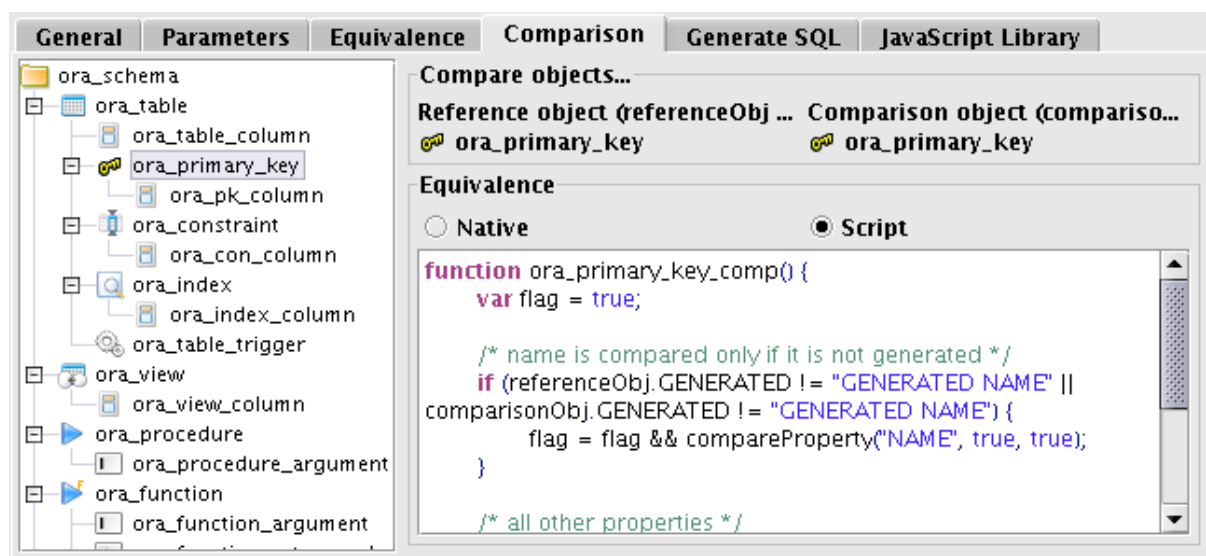 General Parameters Equivalence Comparison Generate SQL JavaScript Library
ora_schema
ora_table
ora_table_column
ora_primary_key
ora_pk_column
ora_constraint
ora_con_column
ora_index
ora_index_column
ora_table_trigger
ora_view
ora_view_column
ora_procedure
ora_procedure_argument
ora_function
ora_function_argument
Compare objects...
Reference object (referenceObj ... Comparison object (compariso...
ora_primary_key ora_primary_key
Equivalence
Native Script
function ora_primary_key_comp() {
var flag = true;
/* name is compared only if it is not generated */
if (referenceObj.GENERATED != "GENERATED NAME" ||
comparisonObj.GENERATED != "GENERATED NAME") {
flag = flag && compareProperty("NAME", true, true);
}
/* all other properties */